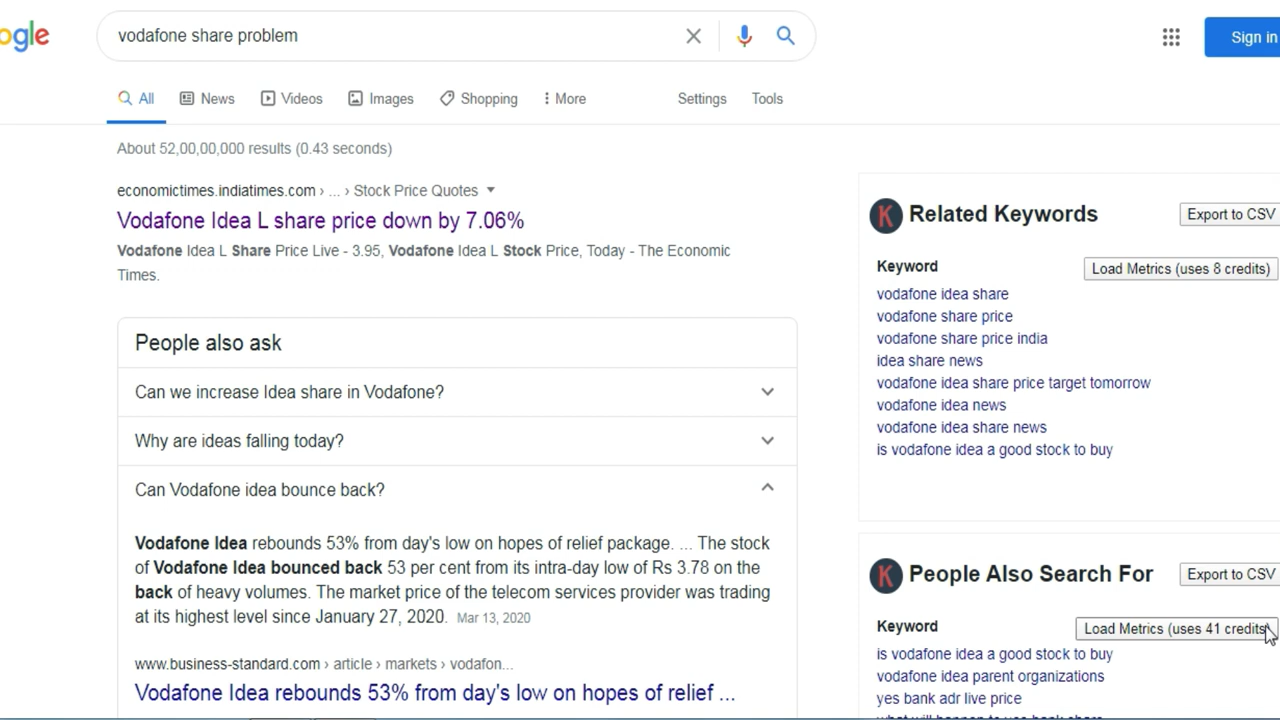 ogle
vodafone share problem
Sign in
All News Videos Images Shopping More Settings Tools
About 52,00,00,000 results (0.43 seconds)
economictimes.indiatimes.com › ... › Stock Price Quotes
Vodafone Idea L share price down by 7.06%
Vodafone Idea L Share Price Live - 3.95, Vodafone Idea L Stock Price, Today - The Economic
Times.
People also ask
Can we increase Idea share in Vodafone?
Why are ideas falling today?
Can Vodafone idea bounce back?
Vodafone Idea rebounds 53% from day's low on hopes of relief package. ... The stock
of Vodafone Idea bounced back 53 per cent from its intra-day low of Rs 3.78 on the
back of heavy volumes. The market price of the telecom services provider was trading
at its highest level since January 27, 2020. Mar 13, 2020
www.business-standard.com › article › markets › vodafon...
Vodafone Idea rebounds 53% from day's low on hopes of relief ...
K Related Keywords Export to CSV
Keyword Load Metrics (uses 8 credits)
vodafone idea share
vodafone share price
vodafone share price india
idea share news
vodafone idea share price target tomorrow
vodafone idea news
vodafone idea share news
is vodafone idea a good stock to buy
K People Also Search For Export to CSV
Keyword Load Metrics (uses 41 credits)
is vodafone idea a good stock to buy
vodafone idea parent organizations
yes bank adr live price